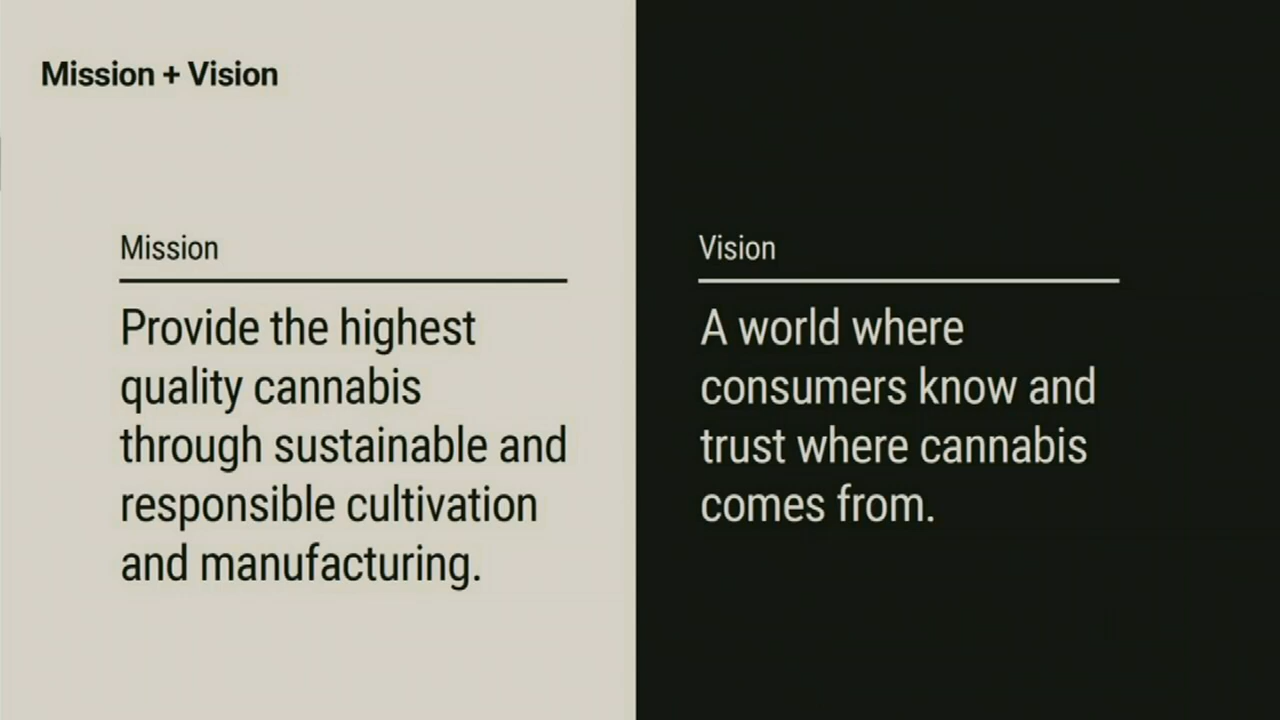 Mission + Vision
Mission
Provide the highest
quality cannabis
through sustainable and
responsible cultivation
and manufacturing.
Vision
A world where
consumers know and
trust where cannabis
comes from.